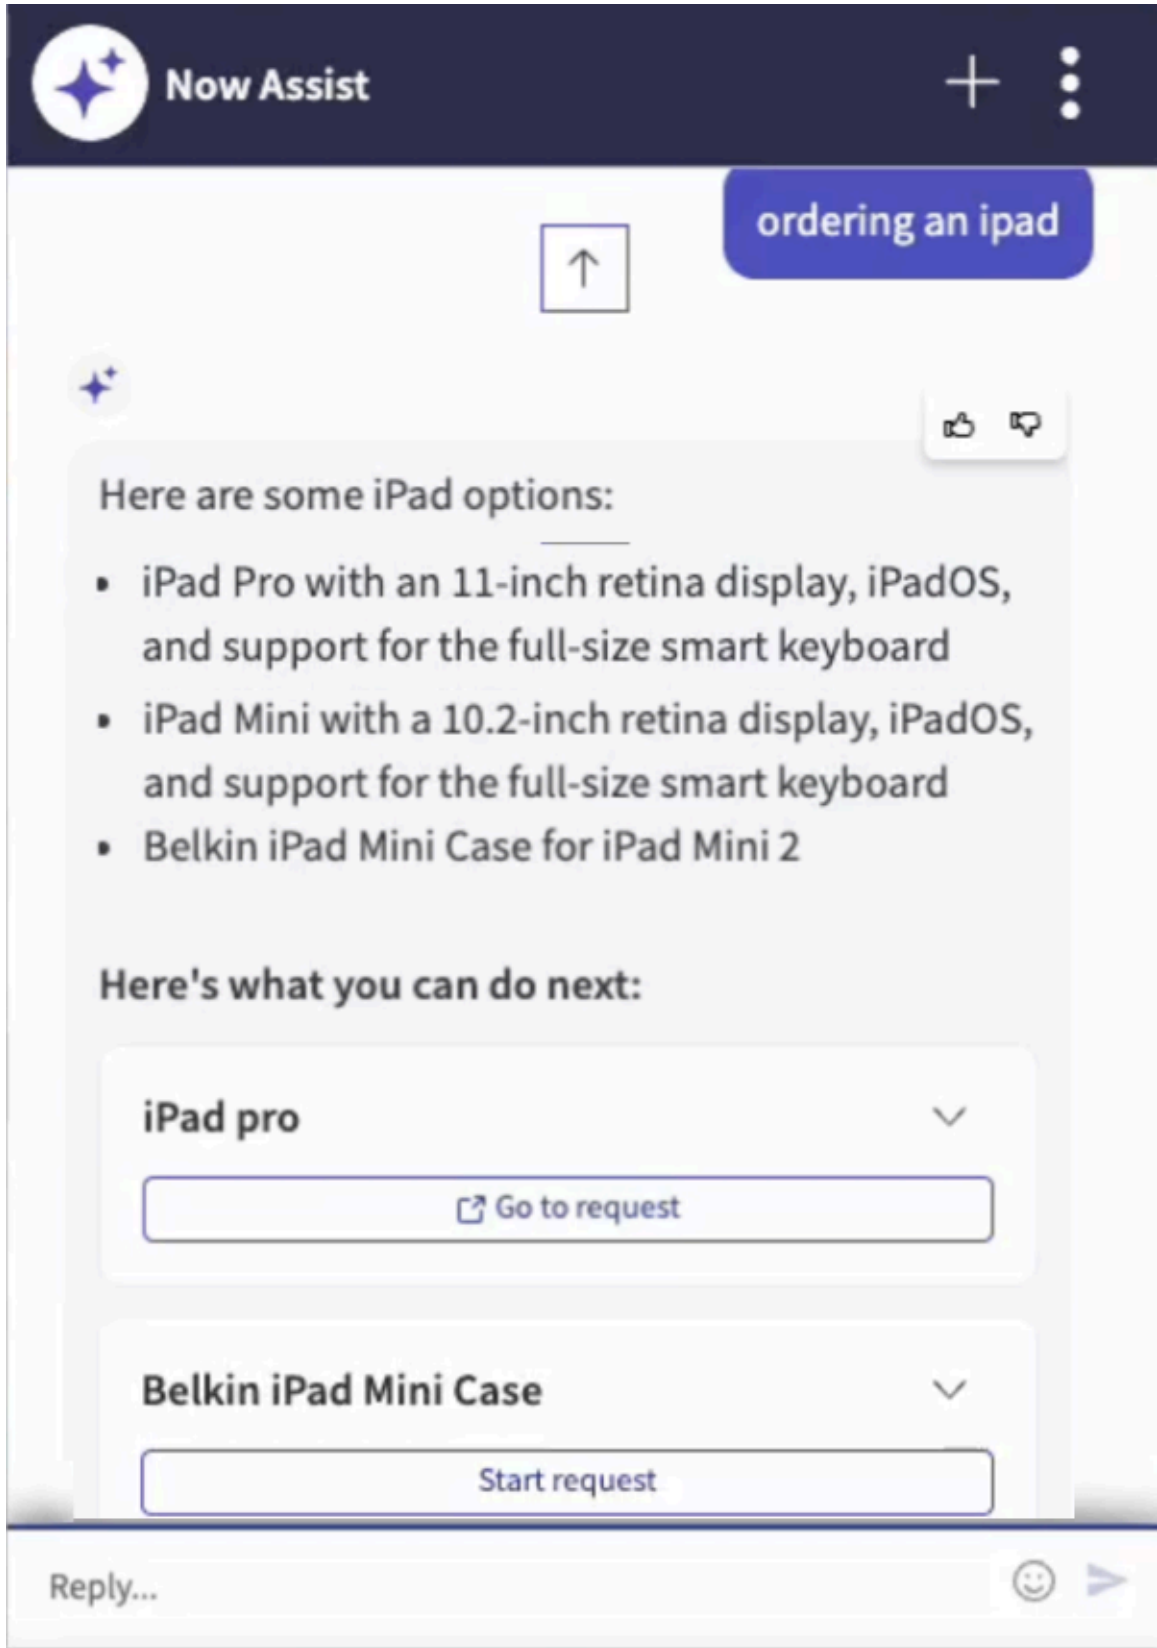 Now Assist
ordering an ipad
Here are some iPad options:
iPad Pro with an 11-inch retina display, iPadOS,
and support for the full-size smart keyboard
iPad Mini with a 10.2-inch retina display, iPadOS,
and support for the full-size smart keyboard
Belkin iPad Mini Case for iPad Mini 2
Here's what you can do next:
iPad pro
Go to request
Belkin iPad Mini Case
Start request
Reply...